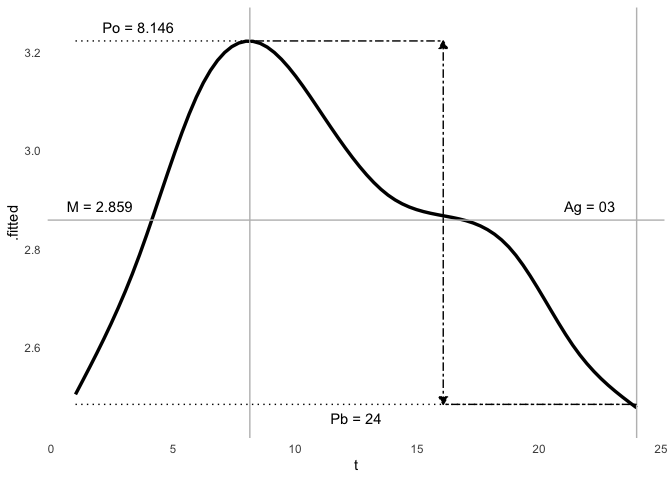 Po = 8.146
3.2
3.0
M = 2.859
Ag = 03
.fitted
2.8
2.6
Pb = 24
0
5
10
15
20
25
t